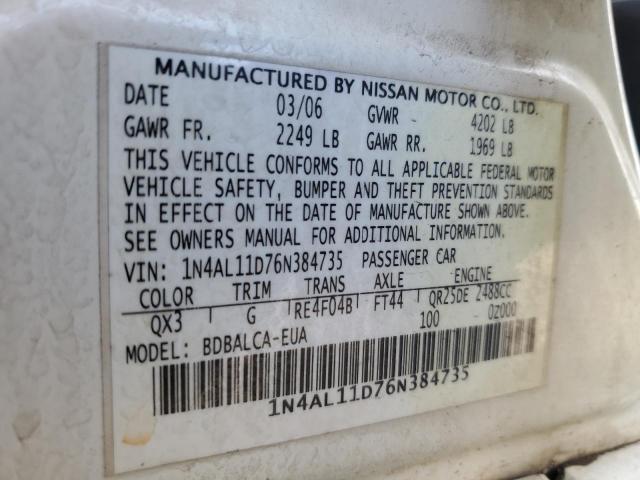 MANUFACTURED BY NISSAN MOTOR CO., LTD.
DATE 03/06 GVWR 4202 LB
GAWR FR. 2249 LB GAWR RR. 1969 LB
THIS VEHICLE CONFORMS TO ALL APPLICABLE FEDERAL MOTOR
VEHICLE SAFETY, BUMPER AND THEFT PREVENTION STANDARDS
IN EFFECT ON THE DATE OF MANUFACTURE SHOWN ABOVE.
SEE OWNERS MANUAL FOR ADDITIONAL INFORMATION.
VIN: 1N4AL11D76N384735 PASSENGER CAR
COLOR TRIM TRANS AXLE ENGINE
QX3 G RE4F04B FT44 QR25DE 2488CC
100 0Z000
MODEL: BDBALCA-EUA
1N4AL11D76N384735